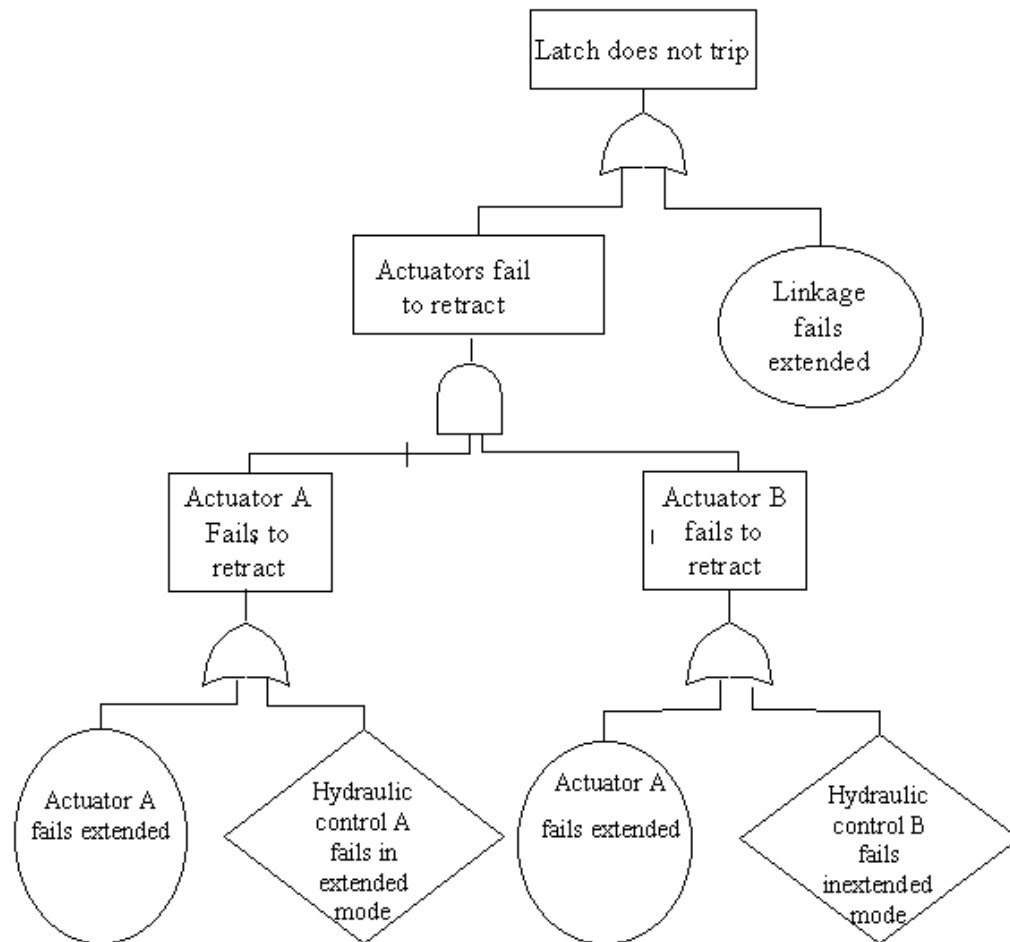 Latch does not trip
Actuators fail
to retract
Linkage
fails
extended
Actuator A
Fails to
retract
Actuator B
fails to
retract
Actuator A
fails extended
Hydraulic
control A
fails in
extended
mode
Actuator A
fails extended
Hydraulic
control B
fails
inextended
mode